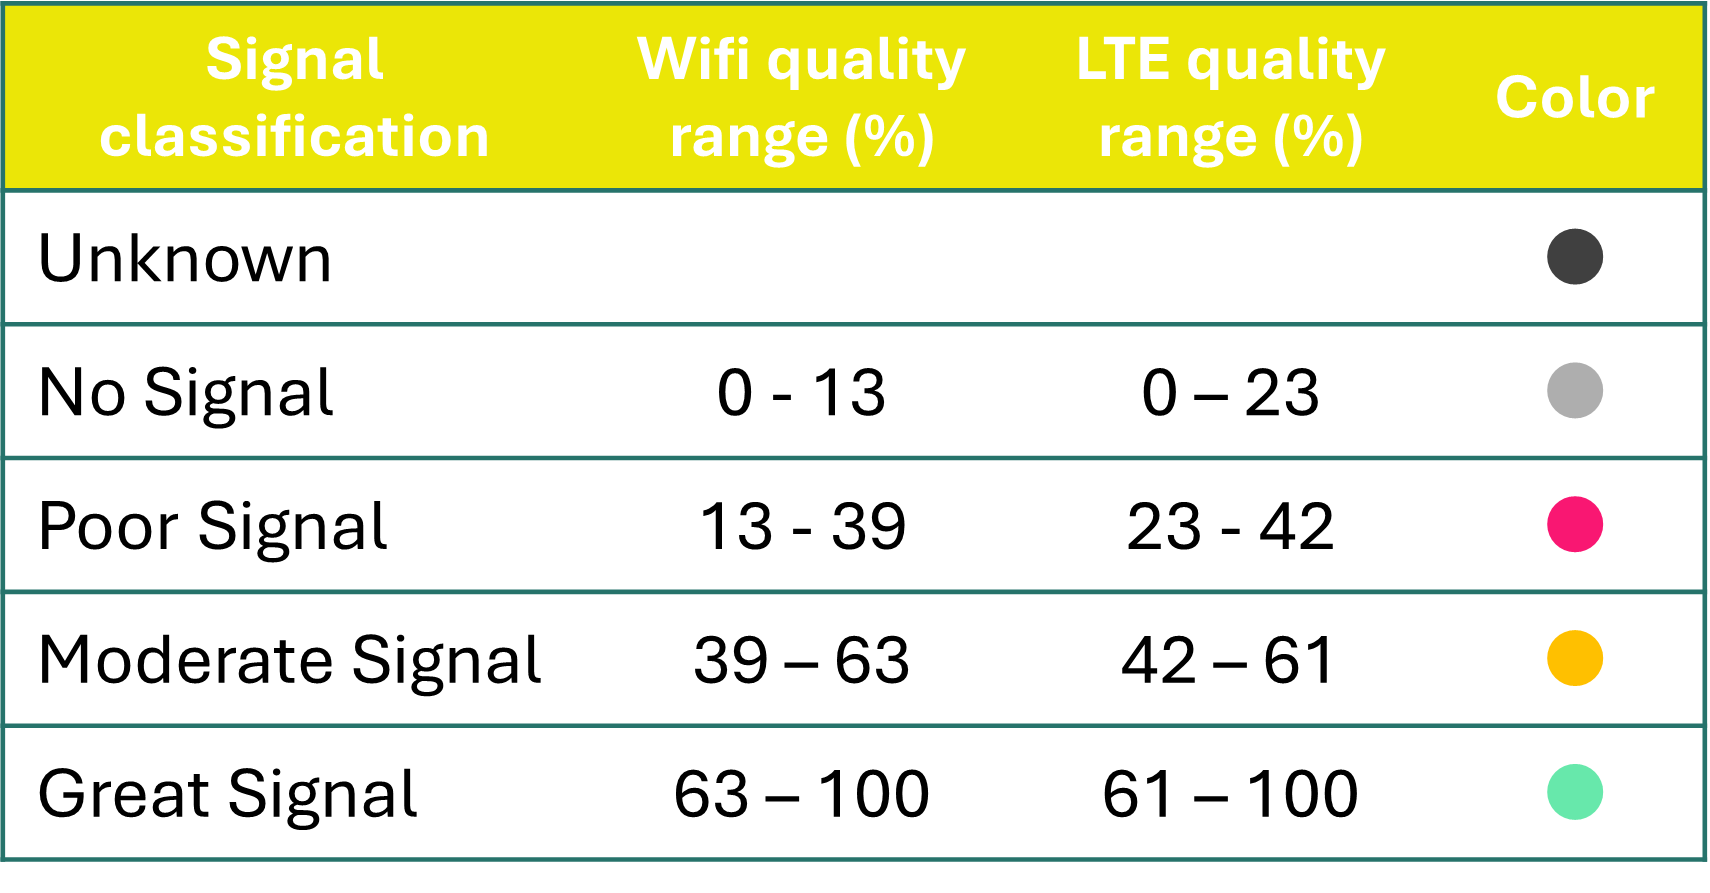 Signal
classification
Wifi quality
range (%)
LTE quality
range (%)
Color
Unknown
No Signal 0 - 13 0 – 23
Poor Signal 13 - 39 23 - 42
Moderate Signal 39 – 63 42 – 61
Great Signal 63 – 100 61 – 100